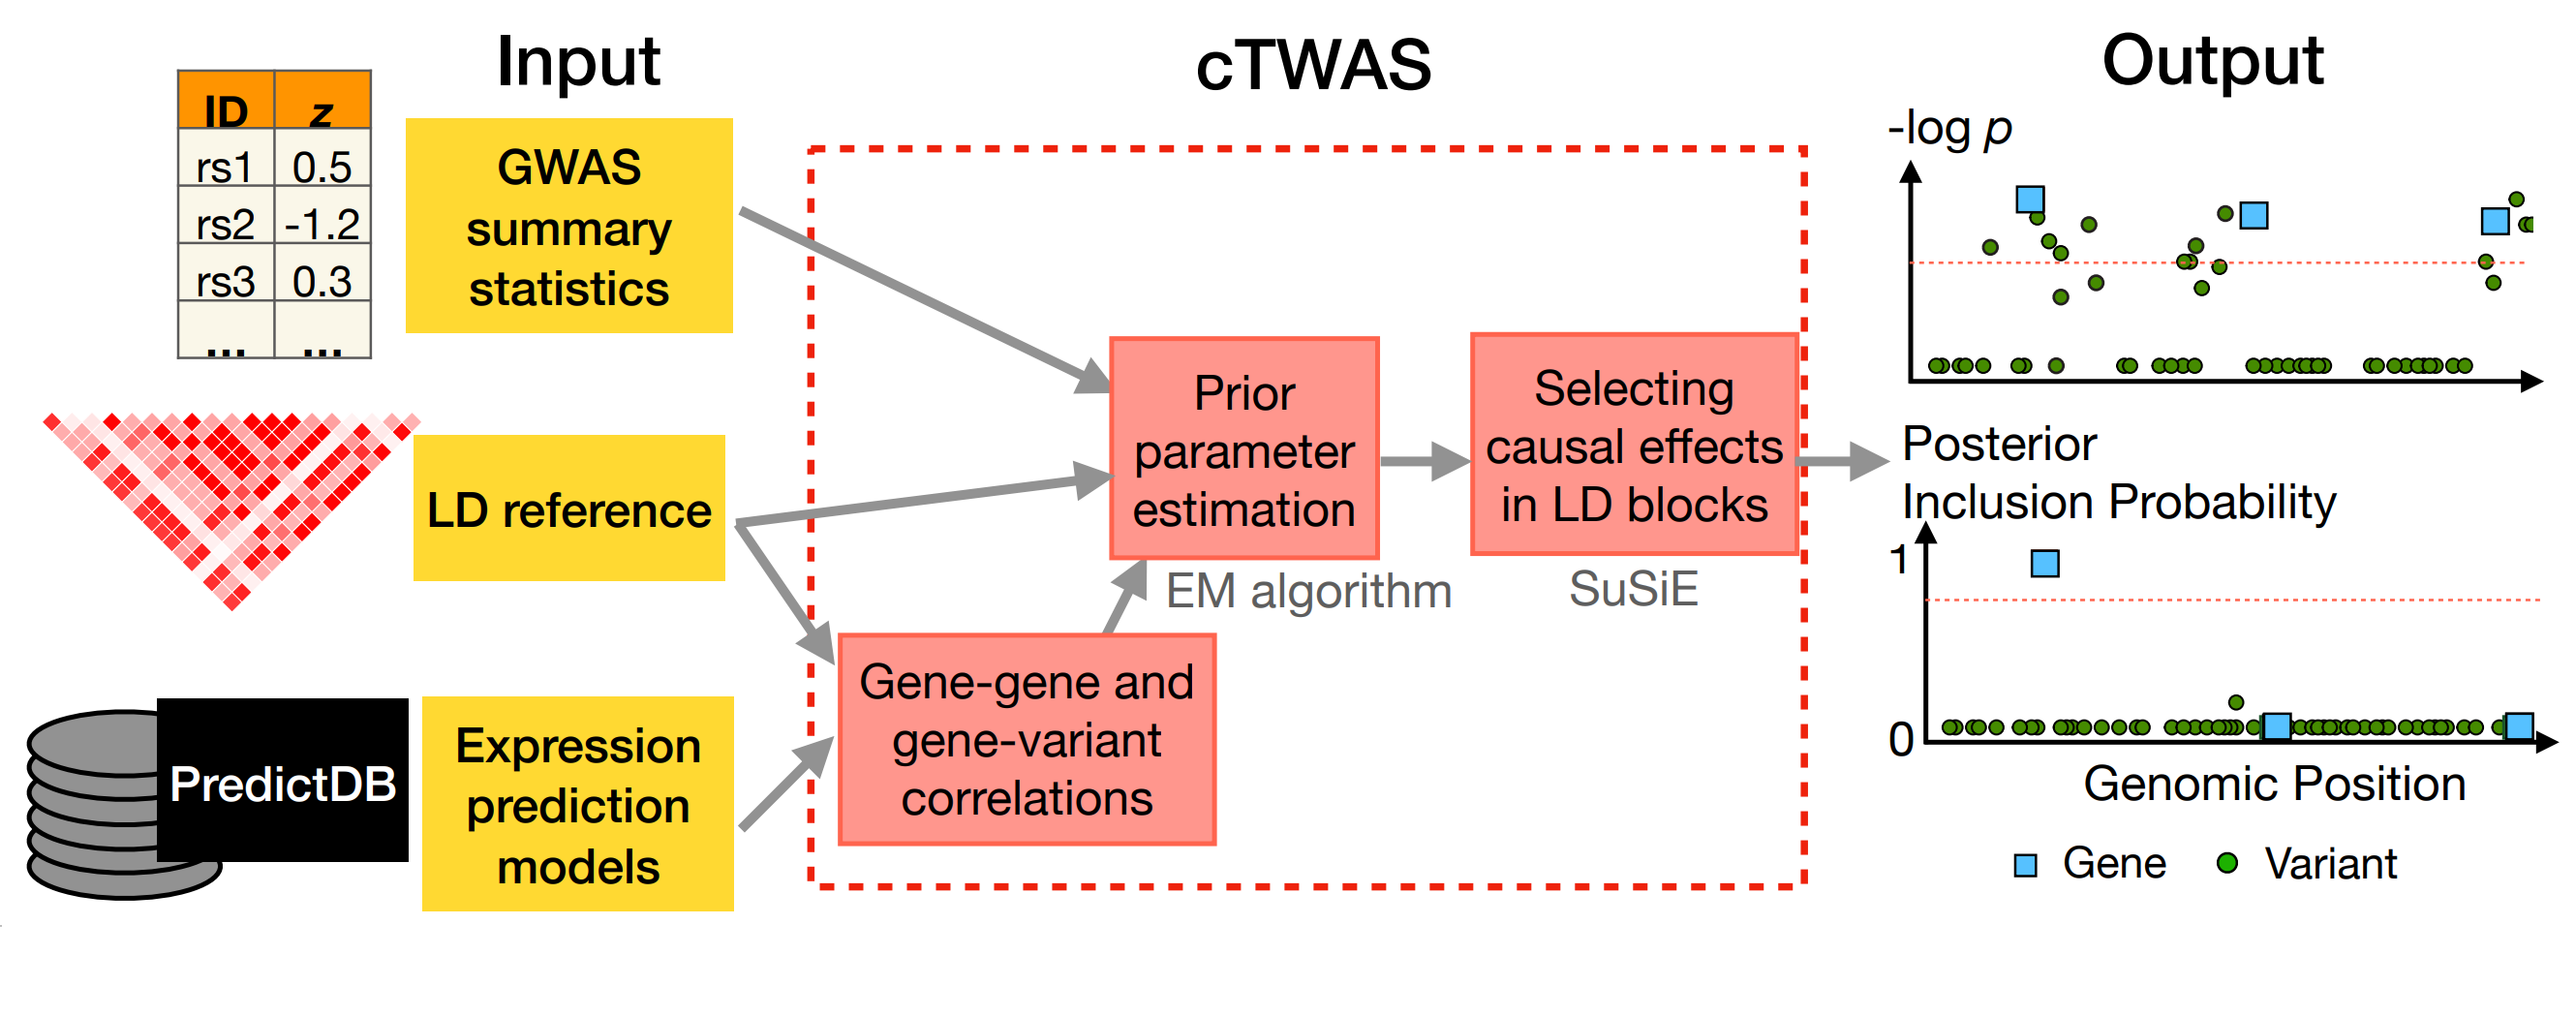 Input
cTWAS
Output
ID z
rs1 0.5
rs2 -1.2
rs3 0.3
... ...
GWAS
summary
statistics
LD reference
PredictDB
Expression
prediction
models
Prior
parameter
estimation
EM algorithm
Selecting
causal effects
in LD blocks
SuSiE
Gene-gene and
gene-variant
correlations
-log p
Posterior
Inclusion Probability
1
0
Genomic Position
Gene
Variant